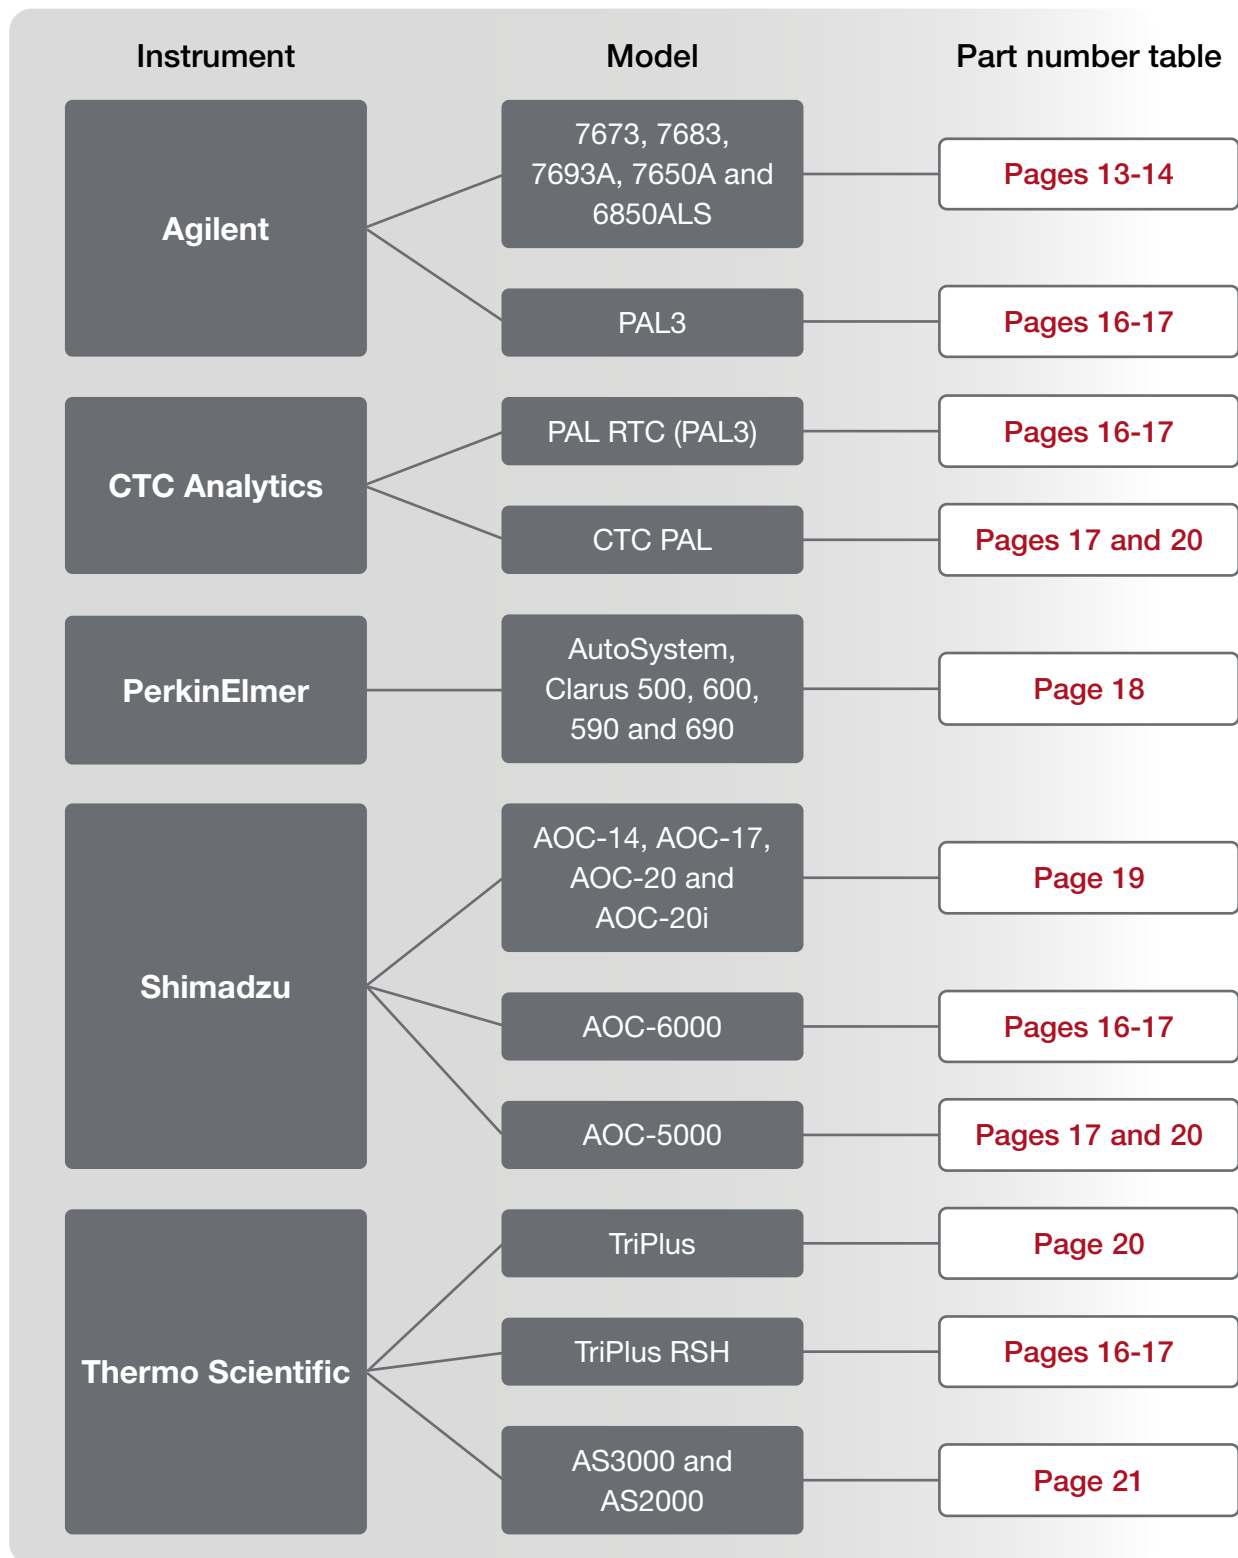 Instrument
Model
Part number table
Agilent
7673, 7683,
7693A, 7650A and
6850ALS
Pages 13-14
PAL3
Pages 16-17
CTC Analytics
PAL RTC (PAL3)
Pages 16-17
CTC PAL
Pages 17 and 20
PerkinElmer
AutoSystem,
Clarus 500, 600,
590 and 690
Page 18
Shimadzu
AOC-14, AOC-17,
AOC-20 and
AOC-20i
Page 19
AOC-6000
Pages 16-17
AOC-5000
Pages 17 and 20
Thermo Scientific
TriPlus
Page 20
TriPlus RSH
Pages 16-17
AS3000 and
AS2000
Page 21